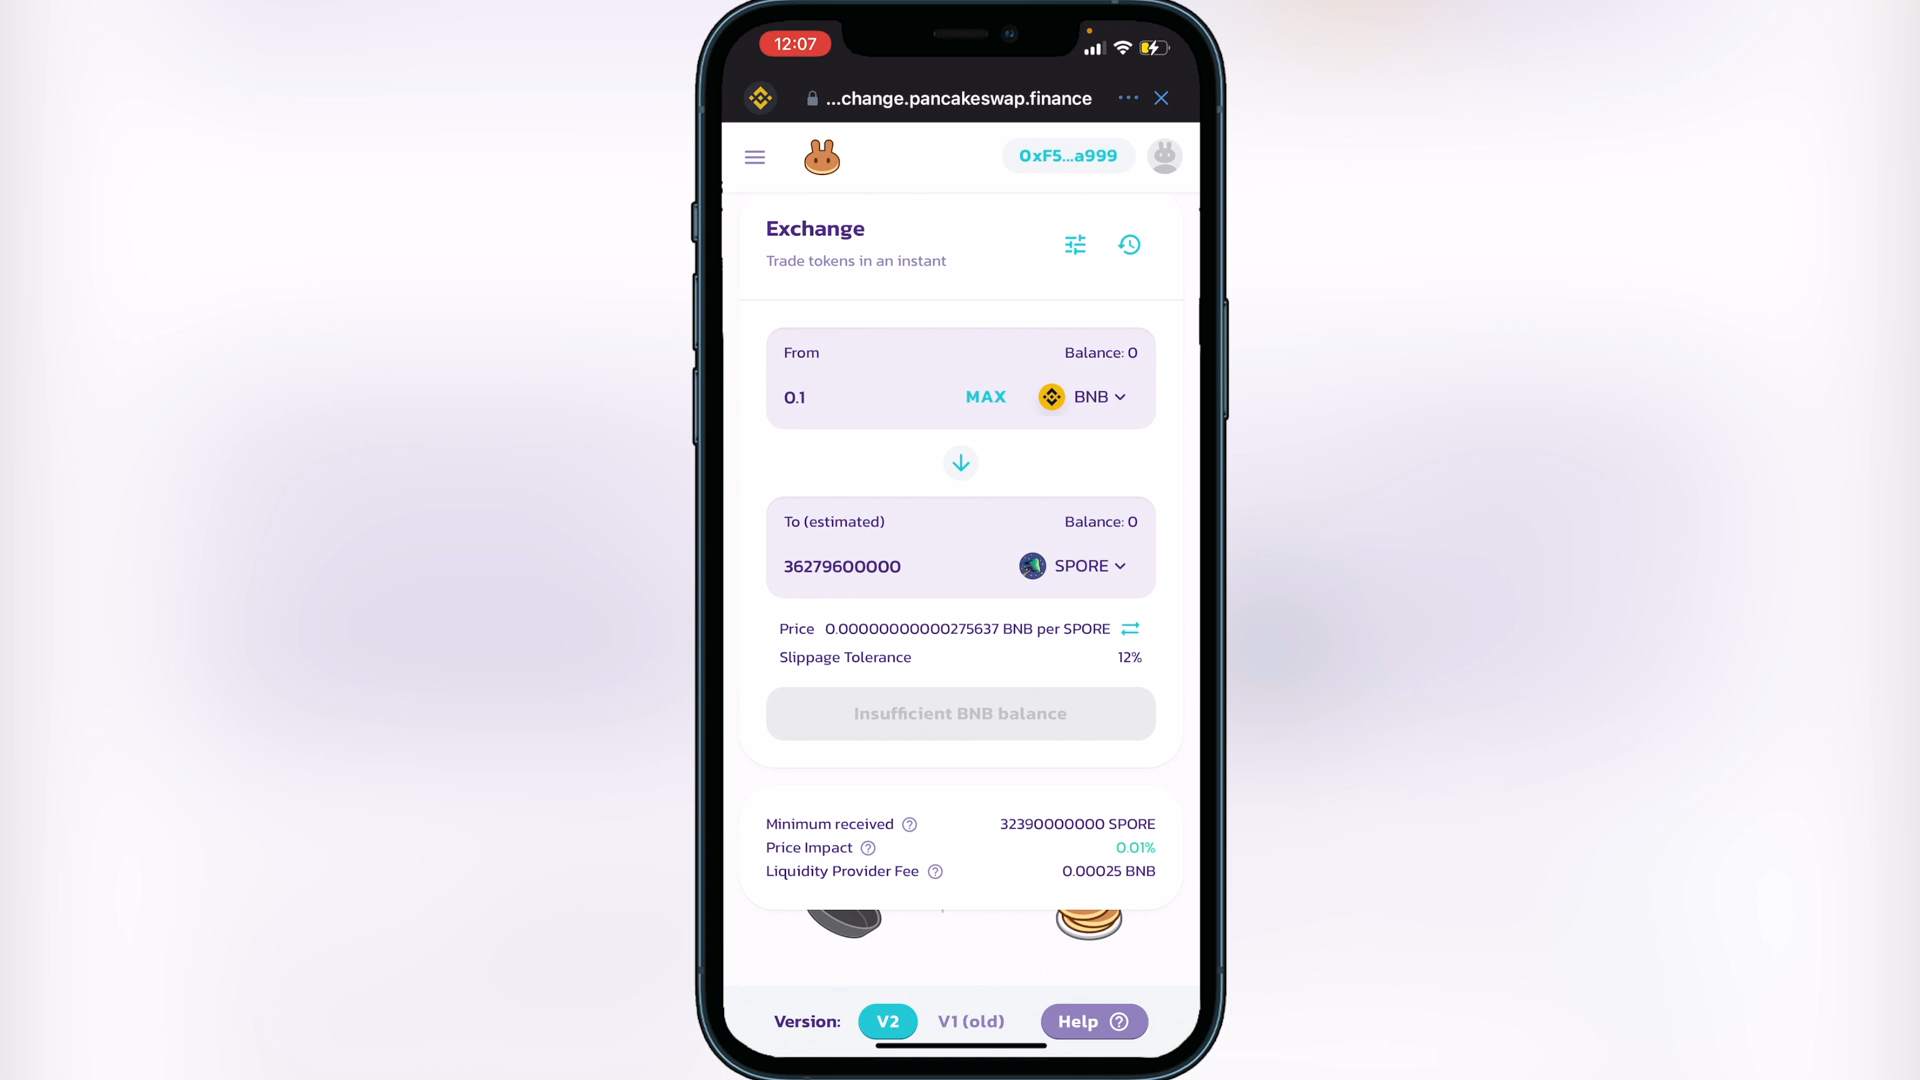 12:07
...change.pancakeswap.finance
0xF5...a999
Exchange
Trade tokens in an instant
From Balance: 0
0.1 MAX BNB
To (estimated) Balance: 0
36279600000 SPORE
Price 0.00000000000275637 BNB per SPORE
Slippage Tolerance 12%
Insufficient BNB balance
Minimum received ? 32390000000 SPORE
Price Impact ? 0.01%
Liquidity Provider Fee ? 0.00025 BNB
Version: V2 V1 (old) Help ?